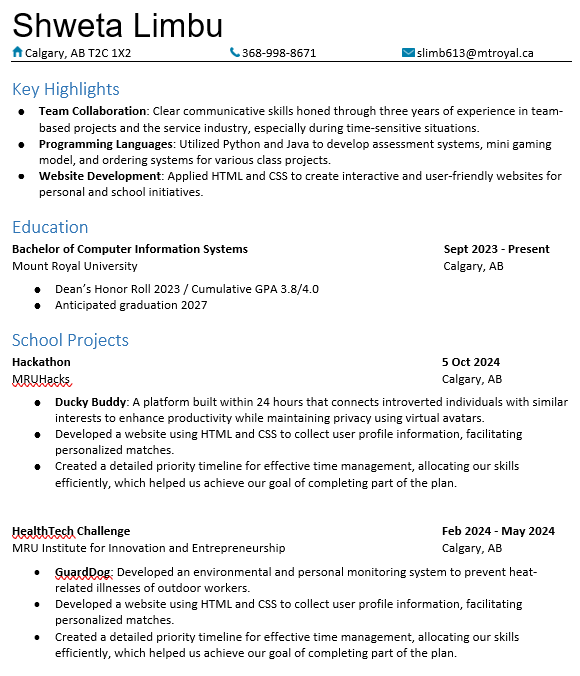 Shweta Limbu
Calgary, AB T2C 1X2 368-998-8671 slimb613@mtroyal.ca
Key Highlights
● Team Collaboration: Clear communicative skills honed through three years of experience in team-
based projects and the service industry, especially during time-sensitive situations.
● Programming Languages: Utilized Python and Java to develop assessment systems, mini gaming
model, and ordering systems for various class projects.
● Website Development: Applied HTML and CSS to create interactive and user-friendly websites for
personal and school initiatives.
Education
Bachelor of Computer Information Systems Sept 2023 - Present
Mount Royal University Calgary, AB
● Dean's Honor Roll 2023 / Cumulative GPA 3.8/4.0
● Anticipated graduation 2027
School Projects
Hackathon 5 Oct 2024
MRUHacks Calgary, AB
● Ducky Buddy: A platform built within 24 hours that connects introverted individuals with similar
interests to enhance productivity while maintaining privacy using virtual avatars.
● Developed a website using HTML and CSS to collect user profile information, facilitating
personalized matches.
● Created a detailed priority timeline for effective time management, allocating our skills
efficiently, which helped us achieve our goal of completing part of the plan.
HealthTech Challenge Feb 2024 - May 2024
MRU Institute for Innovation and Entrepreneurship Calgary, AB
● GuardDog: Developed an environmental and personal monitoring system to prevent heat-
related illnesses of outdoor workers.
● Developed a website using HTML and CSS to collect user profile information, facilitating
personalized matches.
● Created a detailed priority timeline for effective time management, allocating our skills
efficiently, which helped us achieve our goal of completing part of the plan.